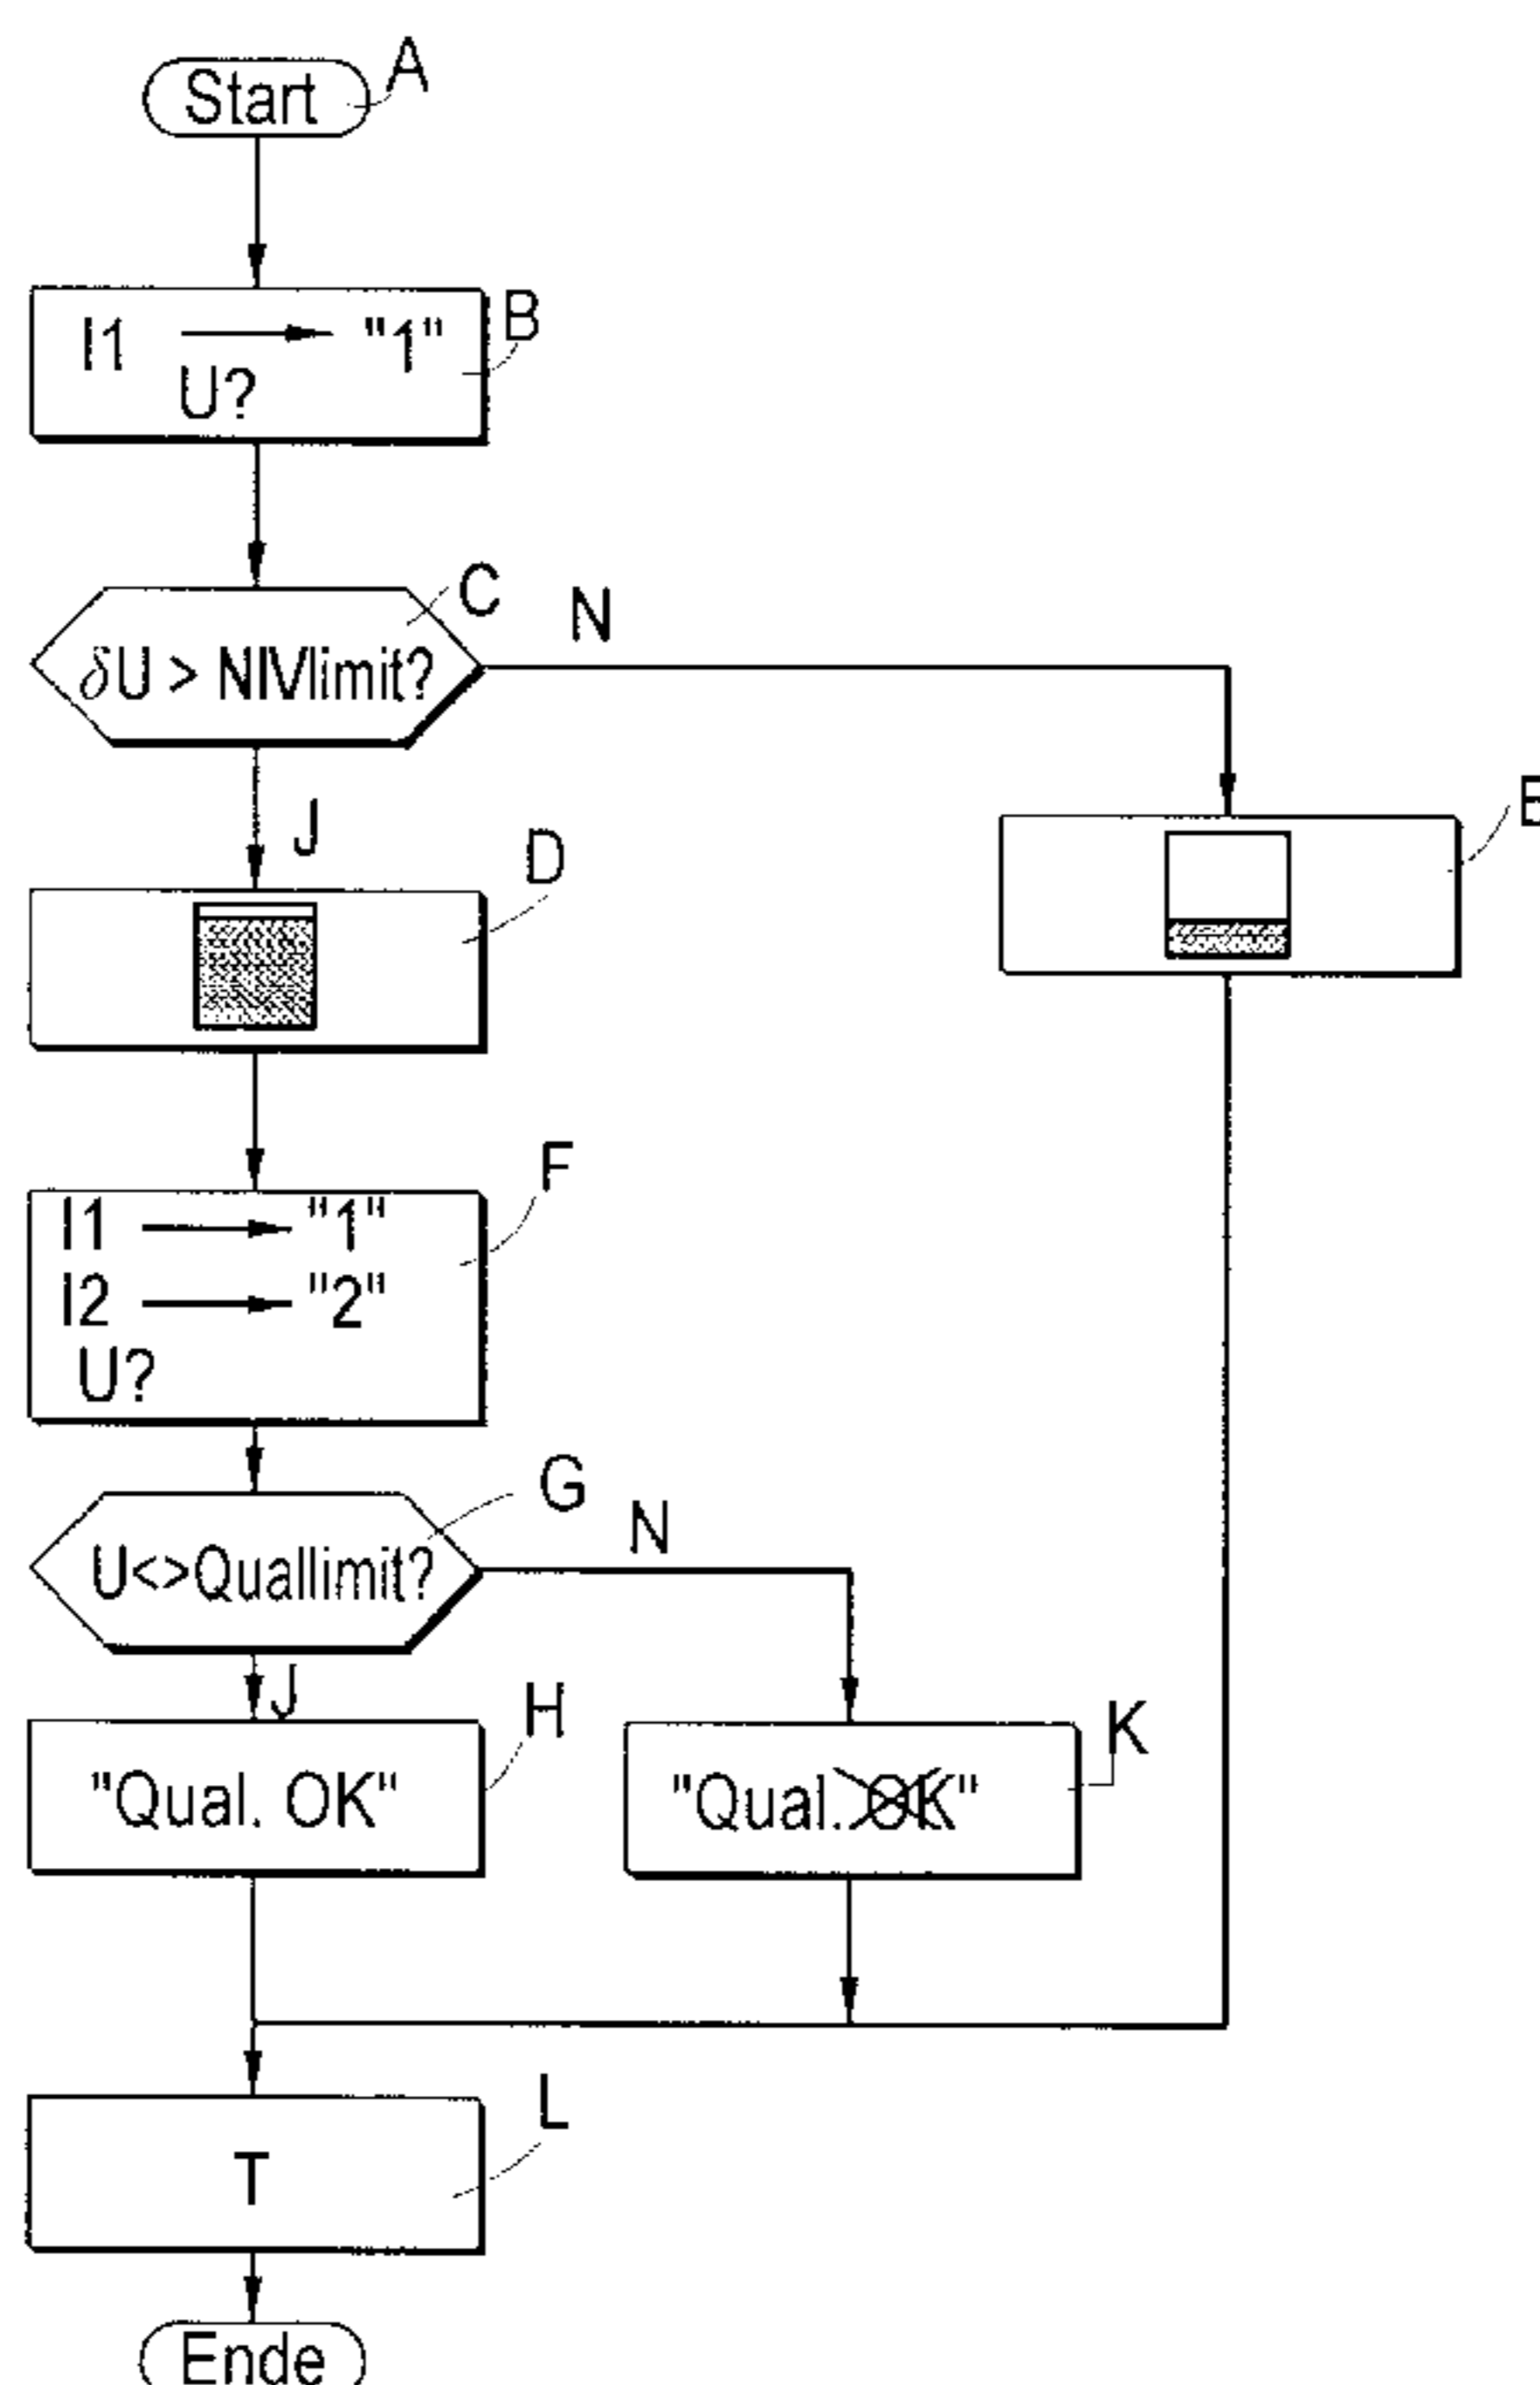 Start
A
I1 "1"
B
U?
C
N
δU > NIVlimit?
J
D
E
F
I1 "1"
I2 "2"
U?
G
N
U<>Quallimit?
J
H
K
"Qual. OK"
"Qual. OK"
L
T
Ende